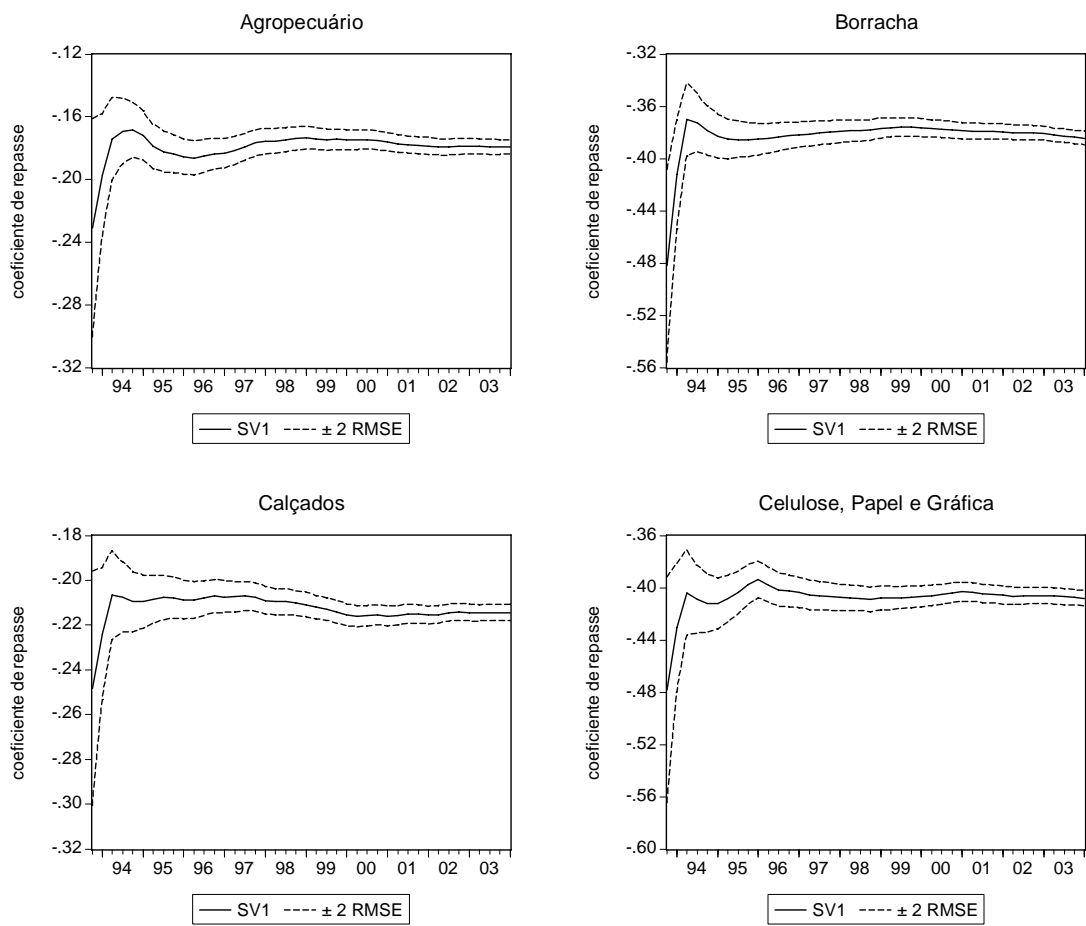 Agropecuário
coeficiente de repasse
-.12
-.16
-.20
-.24
-.28
-.32
94 95 96 97 98 99 00 01 02 03
SV1 ± 2 RMSE
Borracha
coeficiente de repasse
-.32
-.36
-.40
-.44
-.48
-.52
-.56
94 95 96 97 98 99 00 01 02 03
SV1 ± 2 RMSE
Calçados
coeficiente de repasse
-.18
-.20
-.22
-.24
-.26
-.28
-.30
-.32
94 95 96 97 98 99 00 01 02 03
SV1 ± 2 RMSE
Celulose, Papel e Gráfica
coeficiente de repasse
-.36
-.40
-.44
-.48
-.52
-.56
-.60
94 95 96 97 98 99 00 01 02 03
SV1 ± 2 RMSE